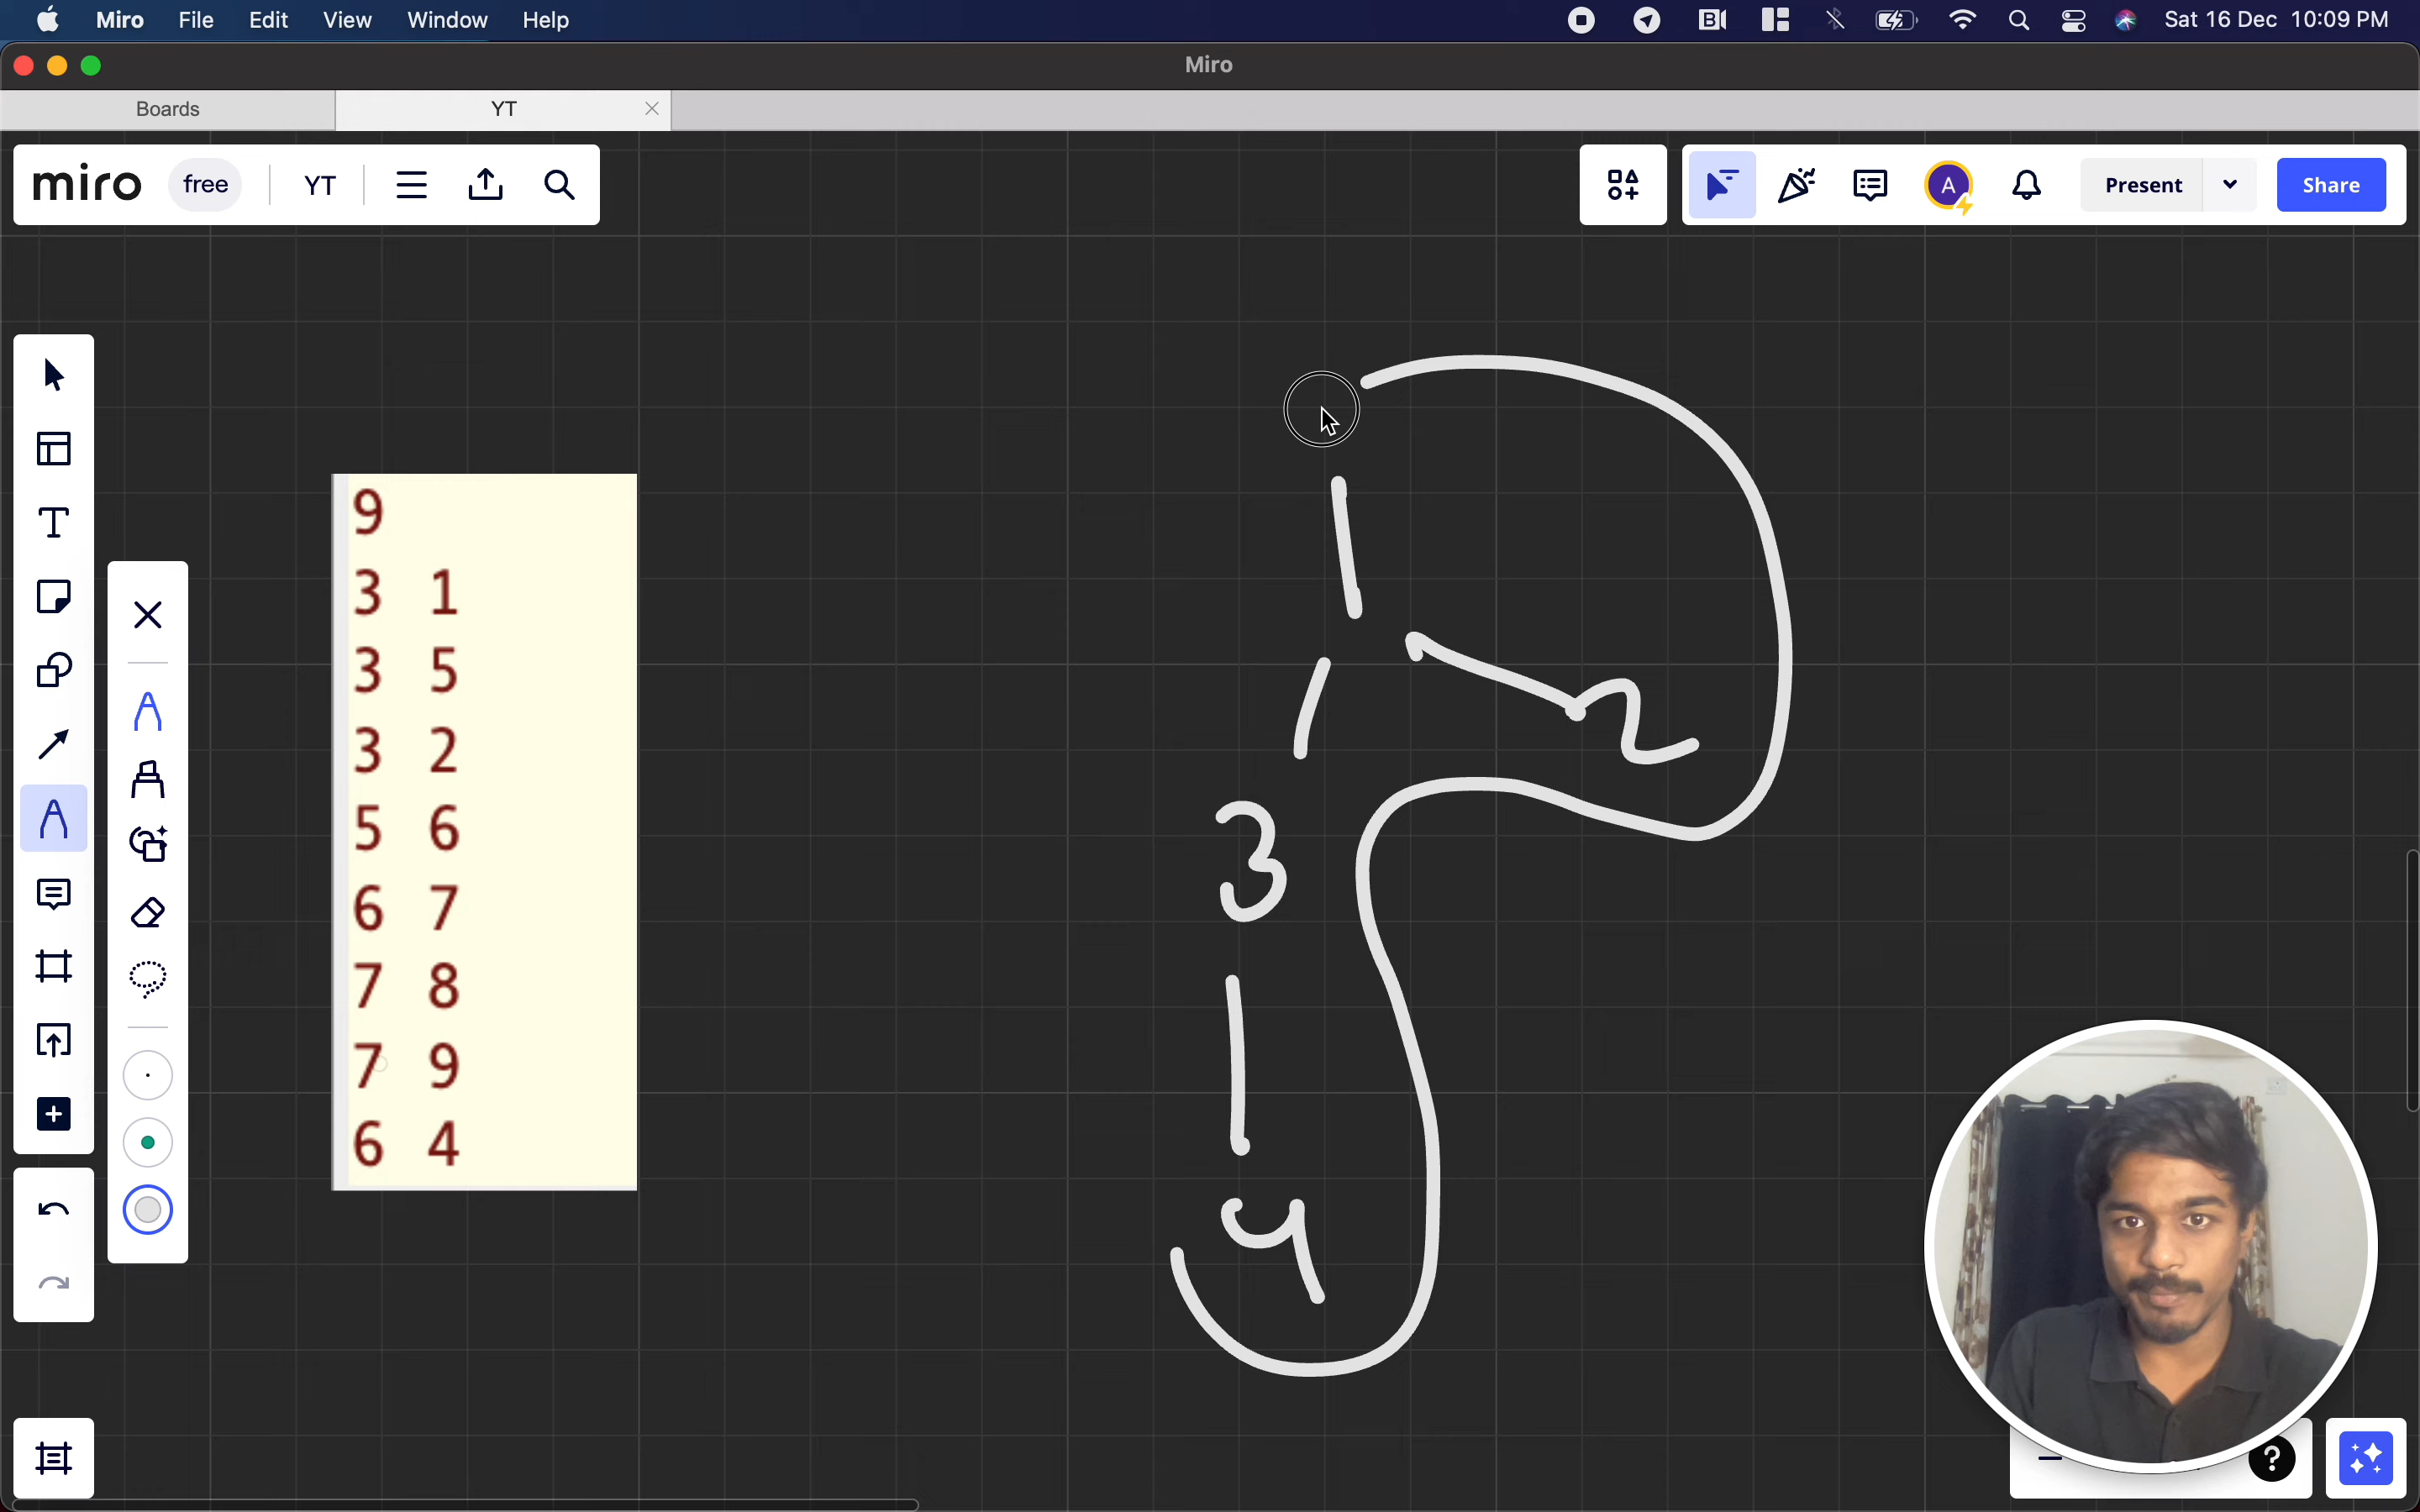 Miro File Edit View Window Help Sat 16 Dec 10:09 PM
Miro
Boards YT
miro free YT Present Share
A
T
9
3 1
3 5
3 2
5 6
6 7
7 8
7 9
6 4
1
2
3
4
?